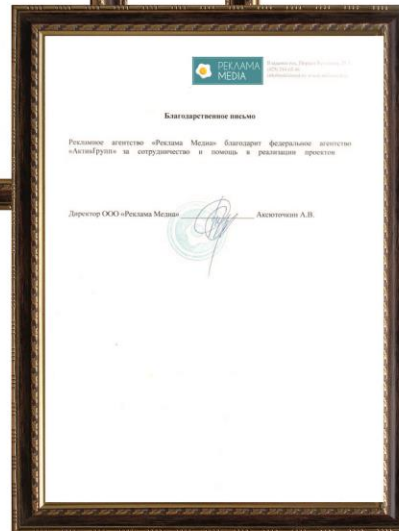 РЕКЛАМА
MEDIA
Благодарственное письмо
Рекламное агентство «Реклама Медиа» благодарит федеральное агентство
«АктивГрупп» за сотрудничество и помощь в реализации проектов
Директор ООО «Реклама Медиа» Аксюточкин А.В.